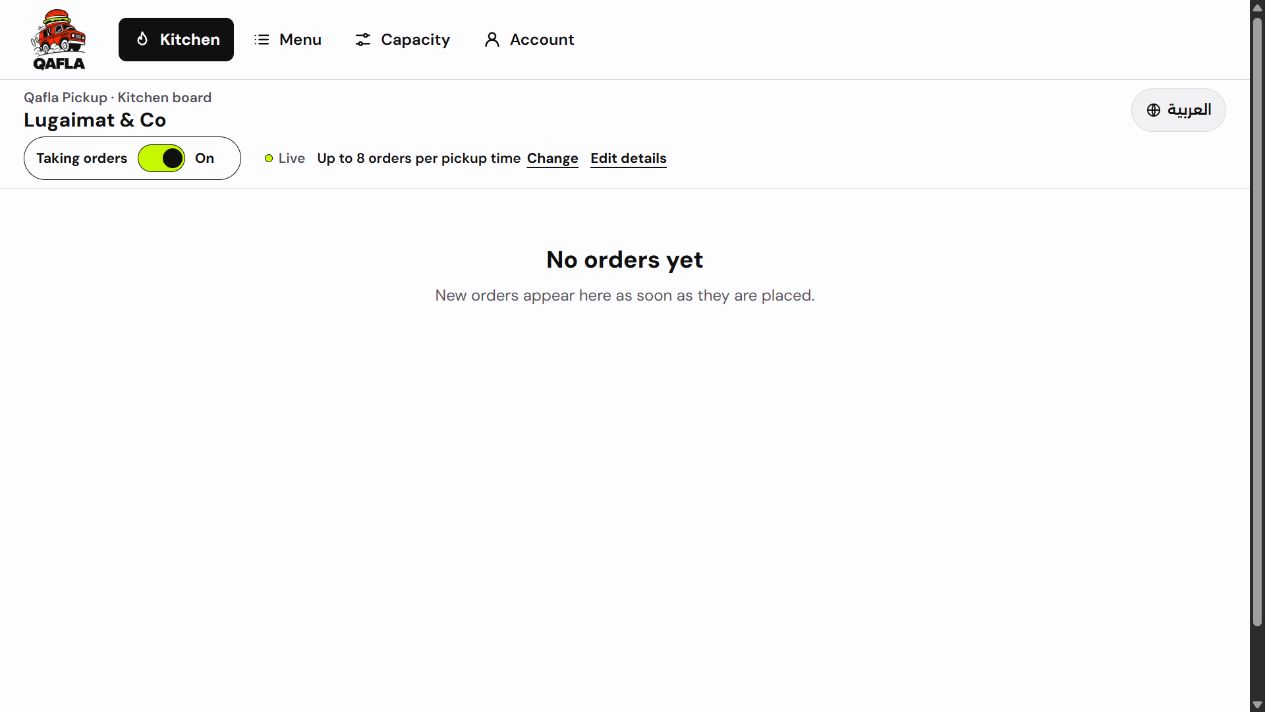 QAFLA
Kitchen
Menu
Capacity
Account
Qafla Pickup · Kitchen board
Lugaimat & Co
العربية
Taking orders On
Live
Up to 8 orders per pickup time Change Edit details
No orders yet
New orders appear here as soon as they are placed.